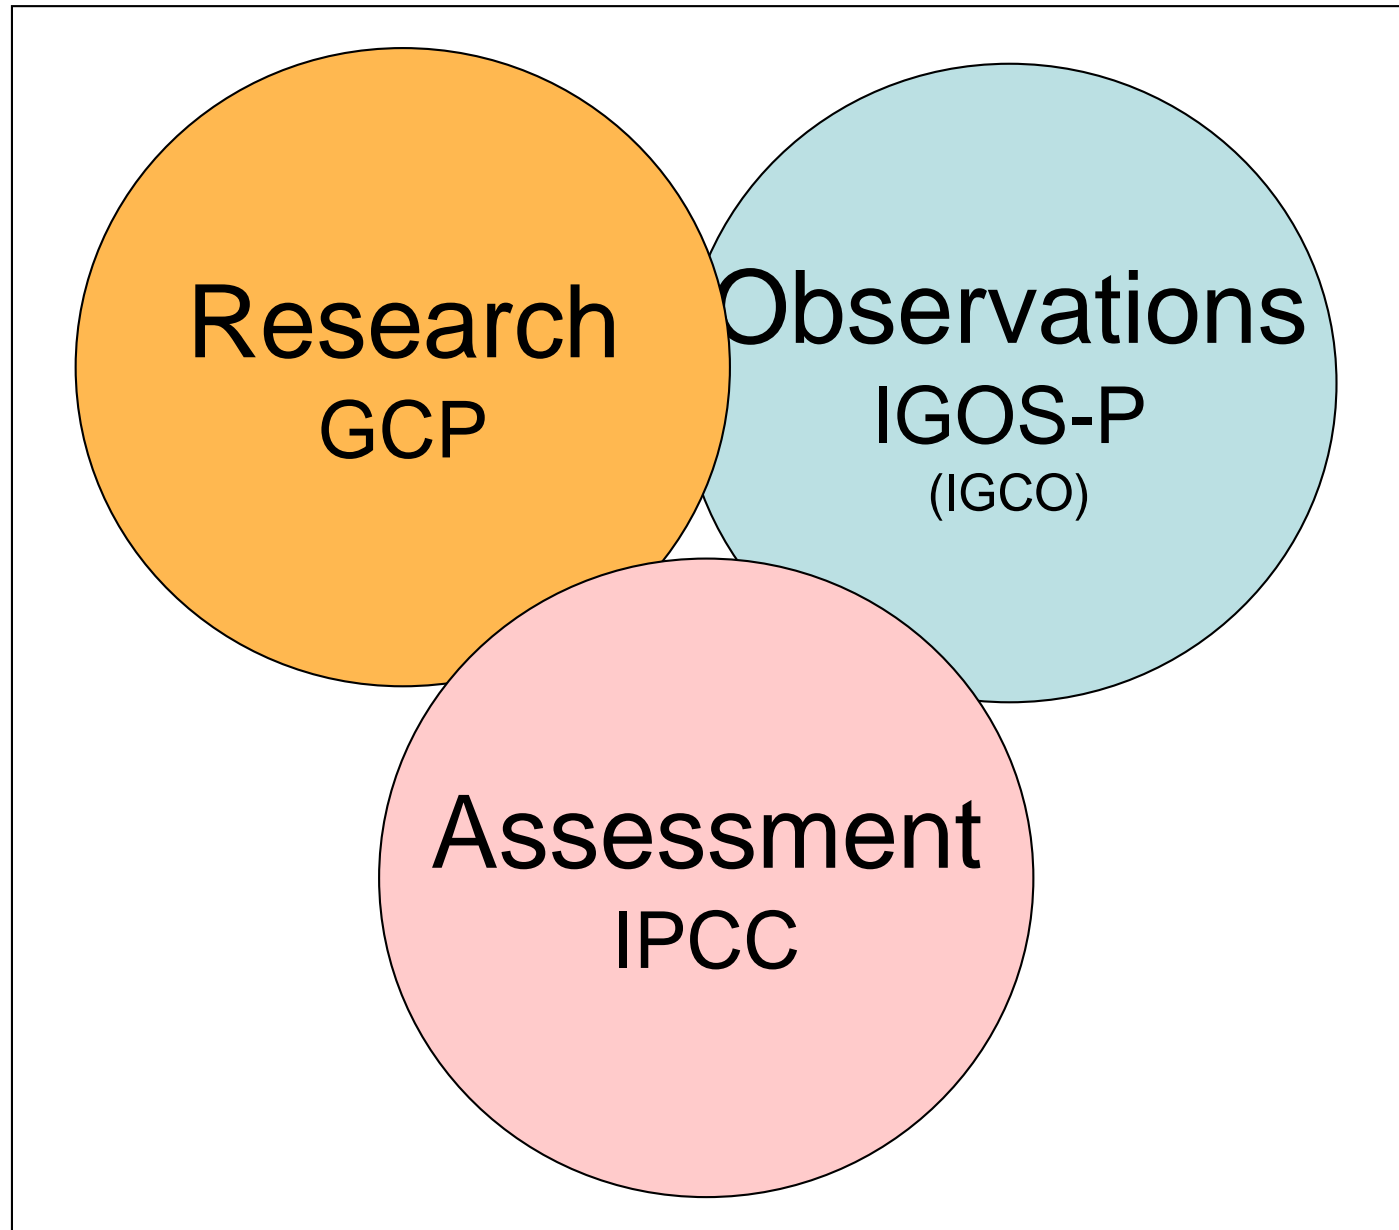 Research
GCP
Observations
IGOS-P
(IGCO)
Assessment
IPCC